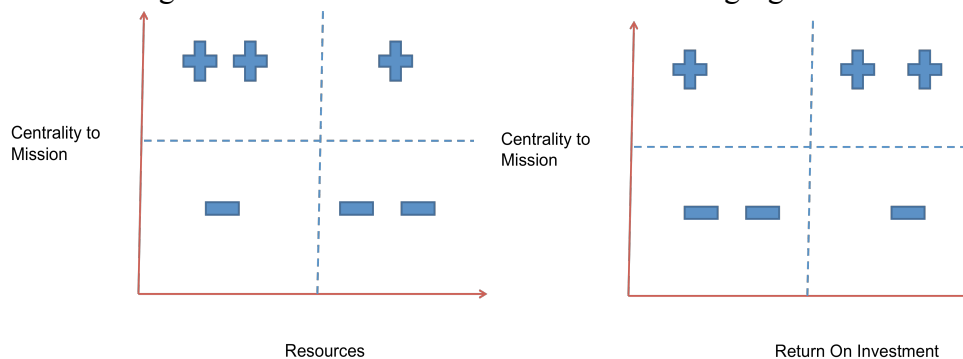 Centrality to
Mission
Resources
Centrality to
Mission
Return On Investment